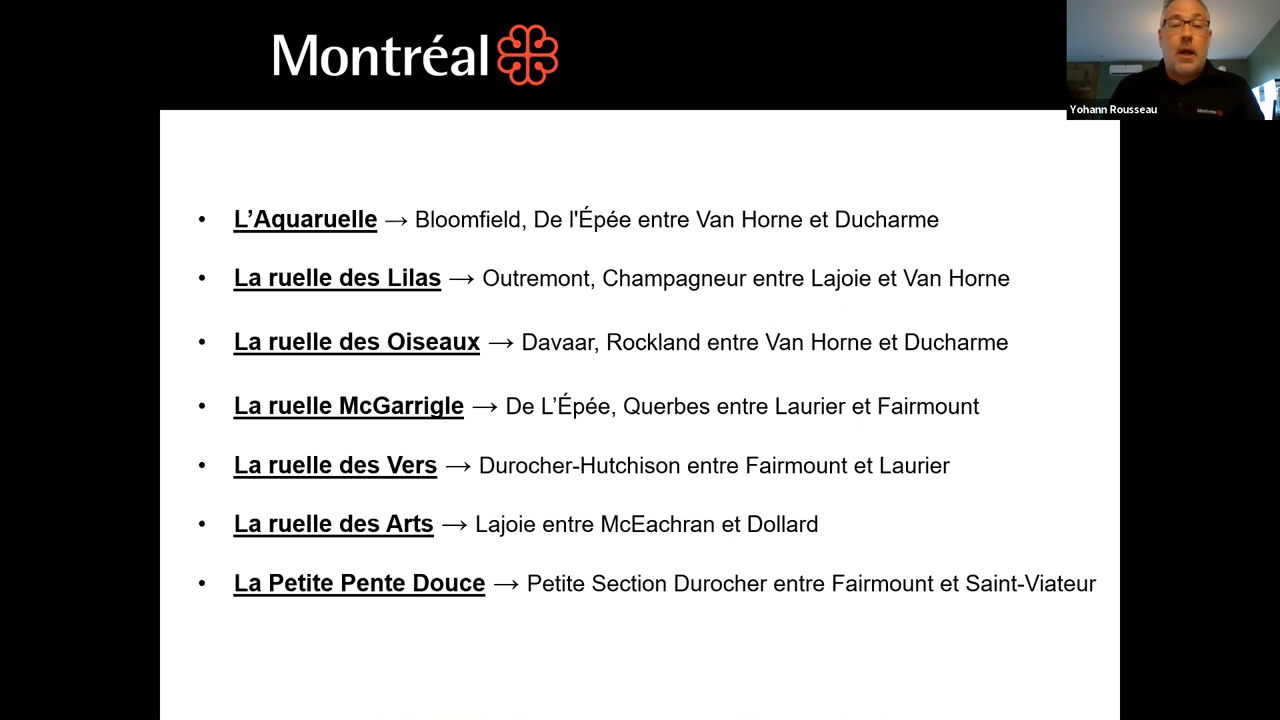 Montréal
Yohann Rousseau
Montréal
• L’Aquaruelle → Bloomfield, De l'Épée entre Van Horne et Ducharme
• La ruelle des Lilas → Outremont, Champagneur entre Lajoie et Van Horne
• La ruelle des Oiseaux → Davaar, Rockland entre Van Horne et Ducharme
• La ruelle McGarrigle → De L’Épée, Querbes entre Laurier et Fairmount
• La ruelle des Vers → Durocher-Hutchison entre Fairmount et Laurier
• La ruelle des Arts → Lajoie entre McEachran et Dollard
• La Petite Pente Douce → Petite Section Durocher entre Fairmount et Saint-Viateur